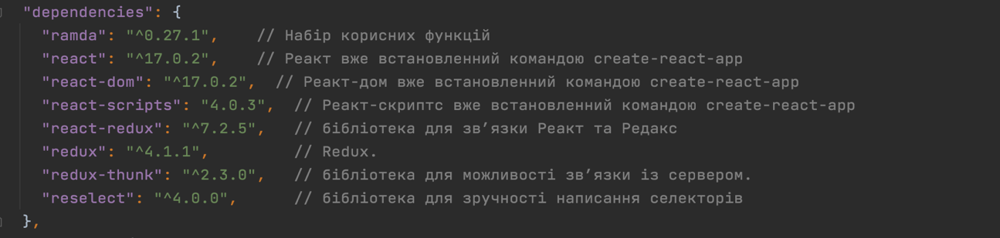 "dependencies": {
"ramda": "^0.27.1",    // Набір корисних функцій
"react": "^17.0.2",    // Реакт вже встановленний командою create-react-app
"react-dom": "^17.0.2",  // Реакт-дом вже встановленний командою create-react-app
"react-scripts": "4.0.3",  // Реакт-скриптс вже встановленний командою create-react-app
"react-redux": "^7.2.5",   // бібліотека для зв’язки Реакт та Редакс
"redux": "^4.1.1",         // Redux.
"redux-thunk": "^2.3.0",   // бібліотека для можливості зв’язки із сервером.
"reselect": "^4.0.0",      // бібліотека для зручності написання селекторів
},